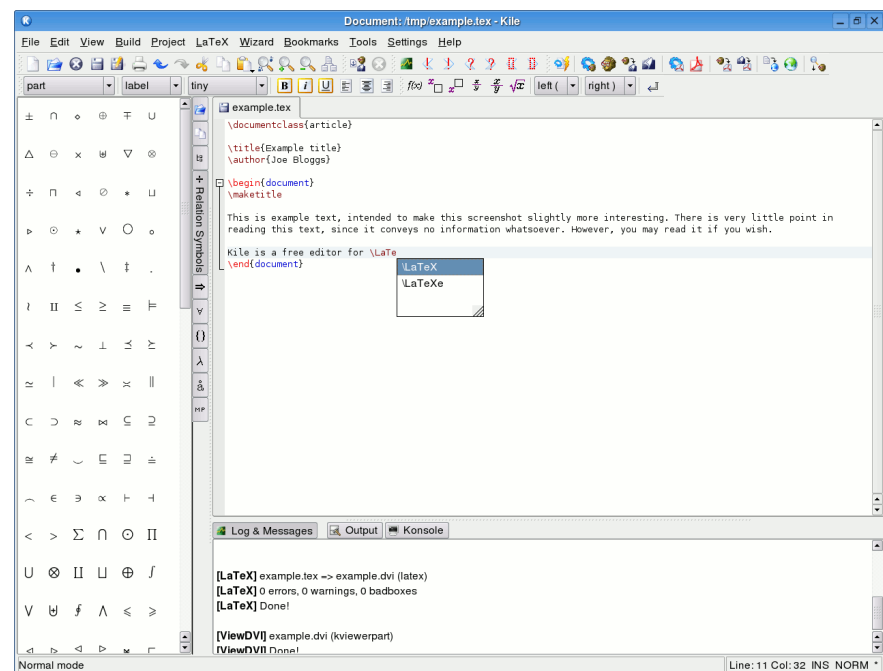 Document: /tmp/example.tex - Kile
File Edit View Build Project LaTeX Wizard Bookmarks Tools Settings Help
part label tiny B i U f(x) left ( right )
example.tex
\documentclass{article}
\title{Example title}
\author{Joe Bloggs}
\begin{document}
\maketitle
This is example text, intended to make this screenshot slightly more interesting. There is very little point in
reading this text, since it conveys no information whatsoever. However, you may read it if you wish.
Kile is a free editor for \LaTe
\end{document}
\LaTeX
\LaTeXe
Relation Symbols
MP
Log & Messages Output Konsole
[LaTeX] example.tex => example.dvi (latex)
[LaTeX] 0 errors, 0 warnings, 0 badboxes
[LaTeX] Done!
[ViewDVI] example.dvi (kviewerpart)
[ViewDVI] Done!
Normal mode
Line: 11 Col: 32 INS NORM *